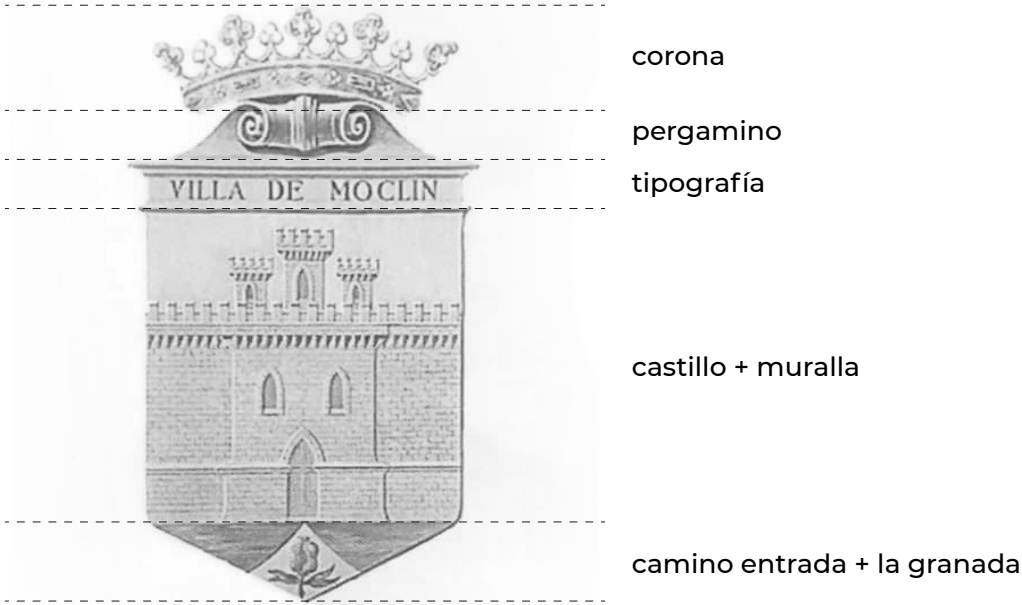 corona
pergamino
tipografía
VILLA DE MOCLIN
castillo + muralla
camino entrada + la granada